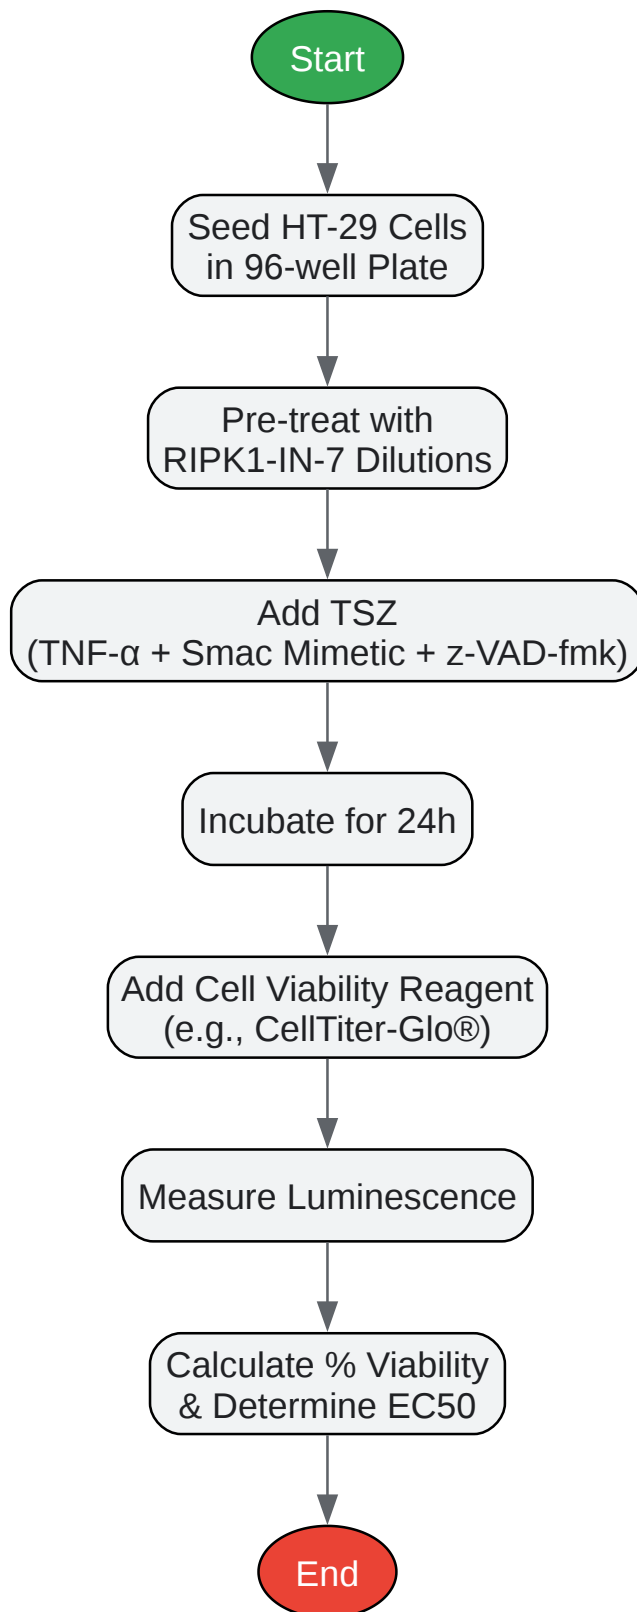 Start
Seed HT-29 Cells
in 96-well Plate
Pre-treat with
RIPK1-IN-7 Dilutions
Add TSZ
(TNF-α + Smac Mimetic + z-VAD-fmk)
Incubate for 24h
Add Cell Viability Reagent
(e.g., CellTiter-Glo®)
Measure Luminescence
Calculate % Viability
& Determine EC50
End